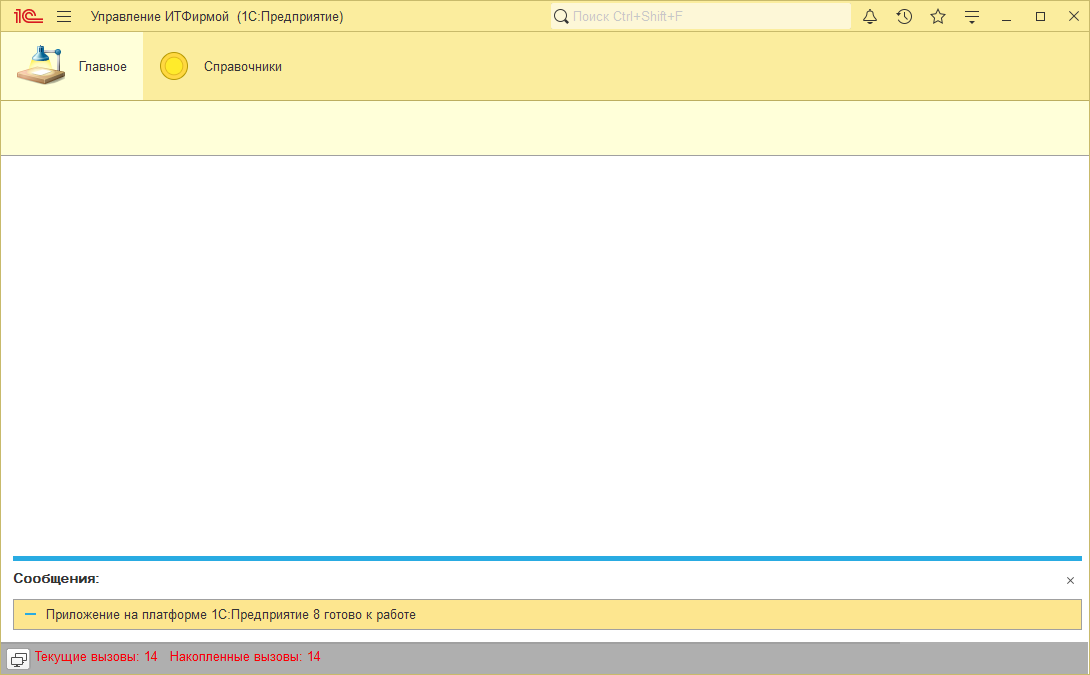 1С Управление ИТФирмой (1С:Предприятие) Поиск Ctrl+Shift+F
Главное Справочники
Сообщения:
Приложение на платформе 1С:Предприятие 8 готово к работе
Текущие вызовы: 14 Накопленные вызовы: 14